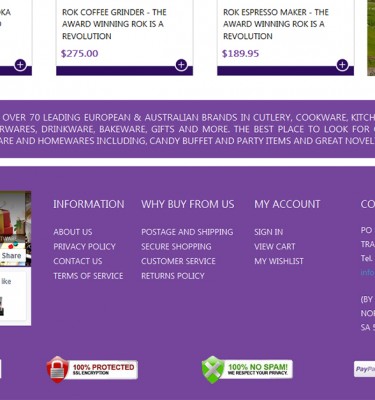 OKA
ROK COFFEE GRINDER - THE
AWARD WINNING ROK IS A
REVOLUTION
$275.00
ROK ESPRESSO MAKER - THE
AWARD WINNING ROK IS A
REVOLUTION
$189.95
OVER 70 LEADING EUROPEAN & AUSTRALIAN BRANDS IN CUTLERY, COOKWARE, KITCH
RWARES, DRINKWARE, BAKEWARE, GIFTS AND MORE. THE BEST PLACE TO LOOK FOR
ARE AND HOMEWARES INCLUDING, CANDY BUFFET AND PARTY ITEMS AND GREAT NOVEL
Share
ike
INFORMATION
ABOUT US
PRIVACY POLICY
CONTACT US
TERMS OF SERVICE
WHY BUY FROM US
POSTAGE AND SHIPPING
SECURE SHOPPING
CUSTOMER SERVICE
RETURNS POLICY
MY ACCOUNT
SIGN IN
VIEW CART
MY WISHLIST
CO
PO
TRA
Tel.
info
(BY
NOR
SA 5
100% PROTECTED
SSL ENCRYPTION
100% NO SPAM!
WE RESPECT YOUR PRIVACY.
PayPa